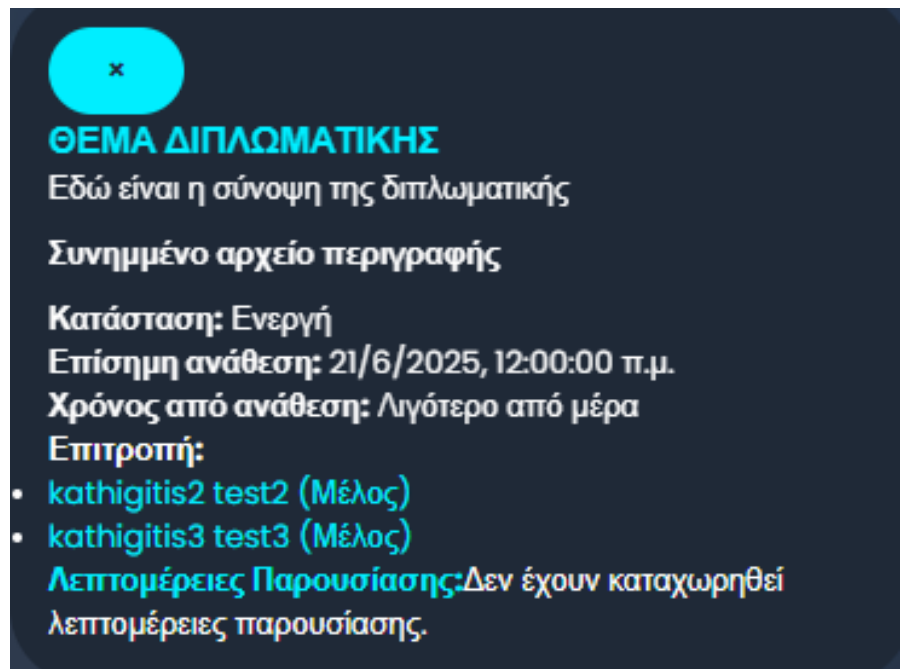 ×
ΘΕΜΑ ΔΙΠΛΩΜΑΤΙΚΗΣ
Εδώ είναι η σύνοψη της διπλωματικής
Συνημμένο αρχείο περιγραφής
Κατάσταση: Ενεργή
Επίσημη ανάθεση: 21/6/2025, 12:00:00 π.μ.
Χρόνος από ανάθεση: Λιγότερο από μέρα
Επιτροπή:
• kathigitis2 test2 (Μέλος)
• kathigitis3 test3 (Μέλος)
Λεπτομέρειες Παρουσίασης:Δεν έχουν καταχωρηθεί
λεπτομέρειες παρουσίασης.